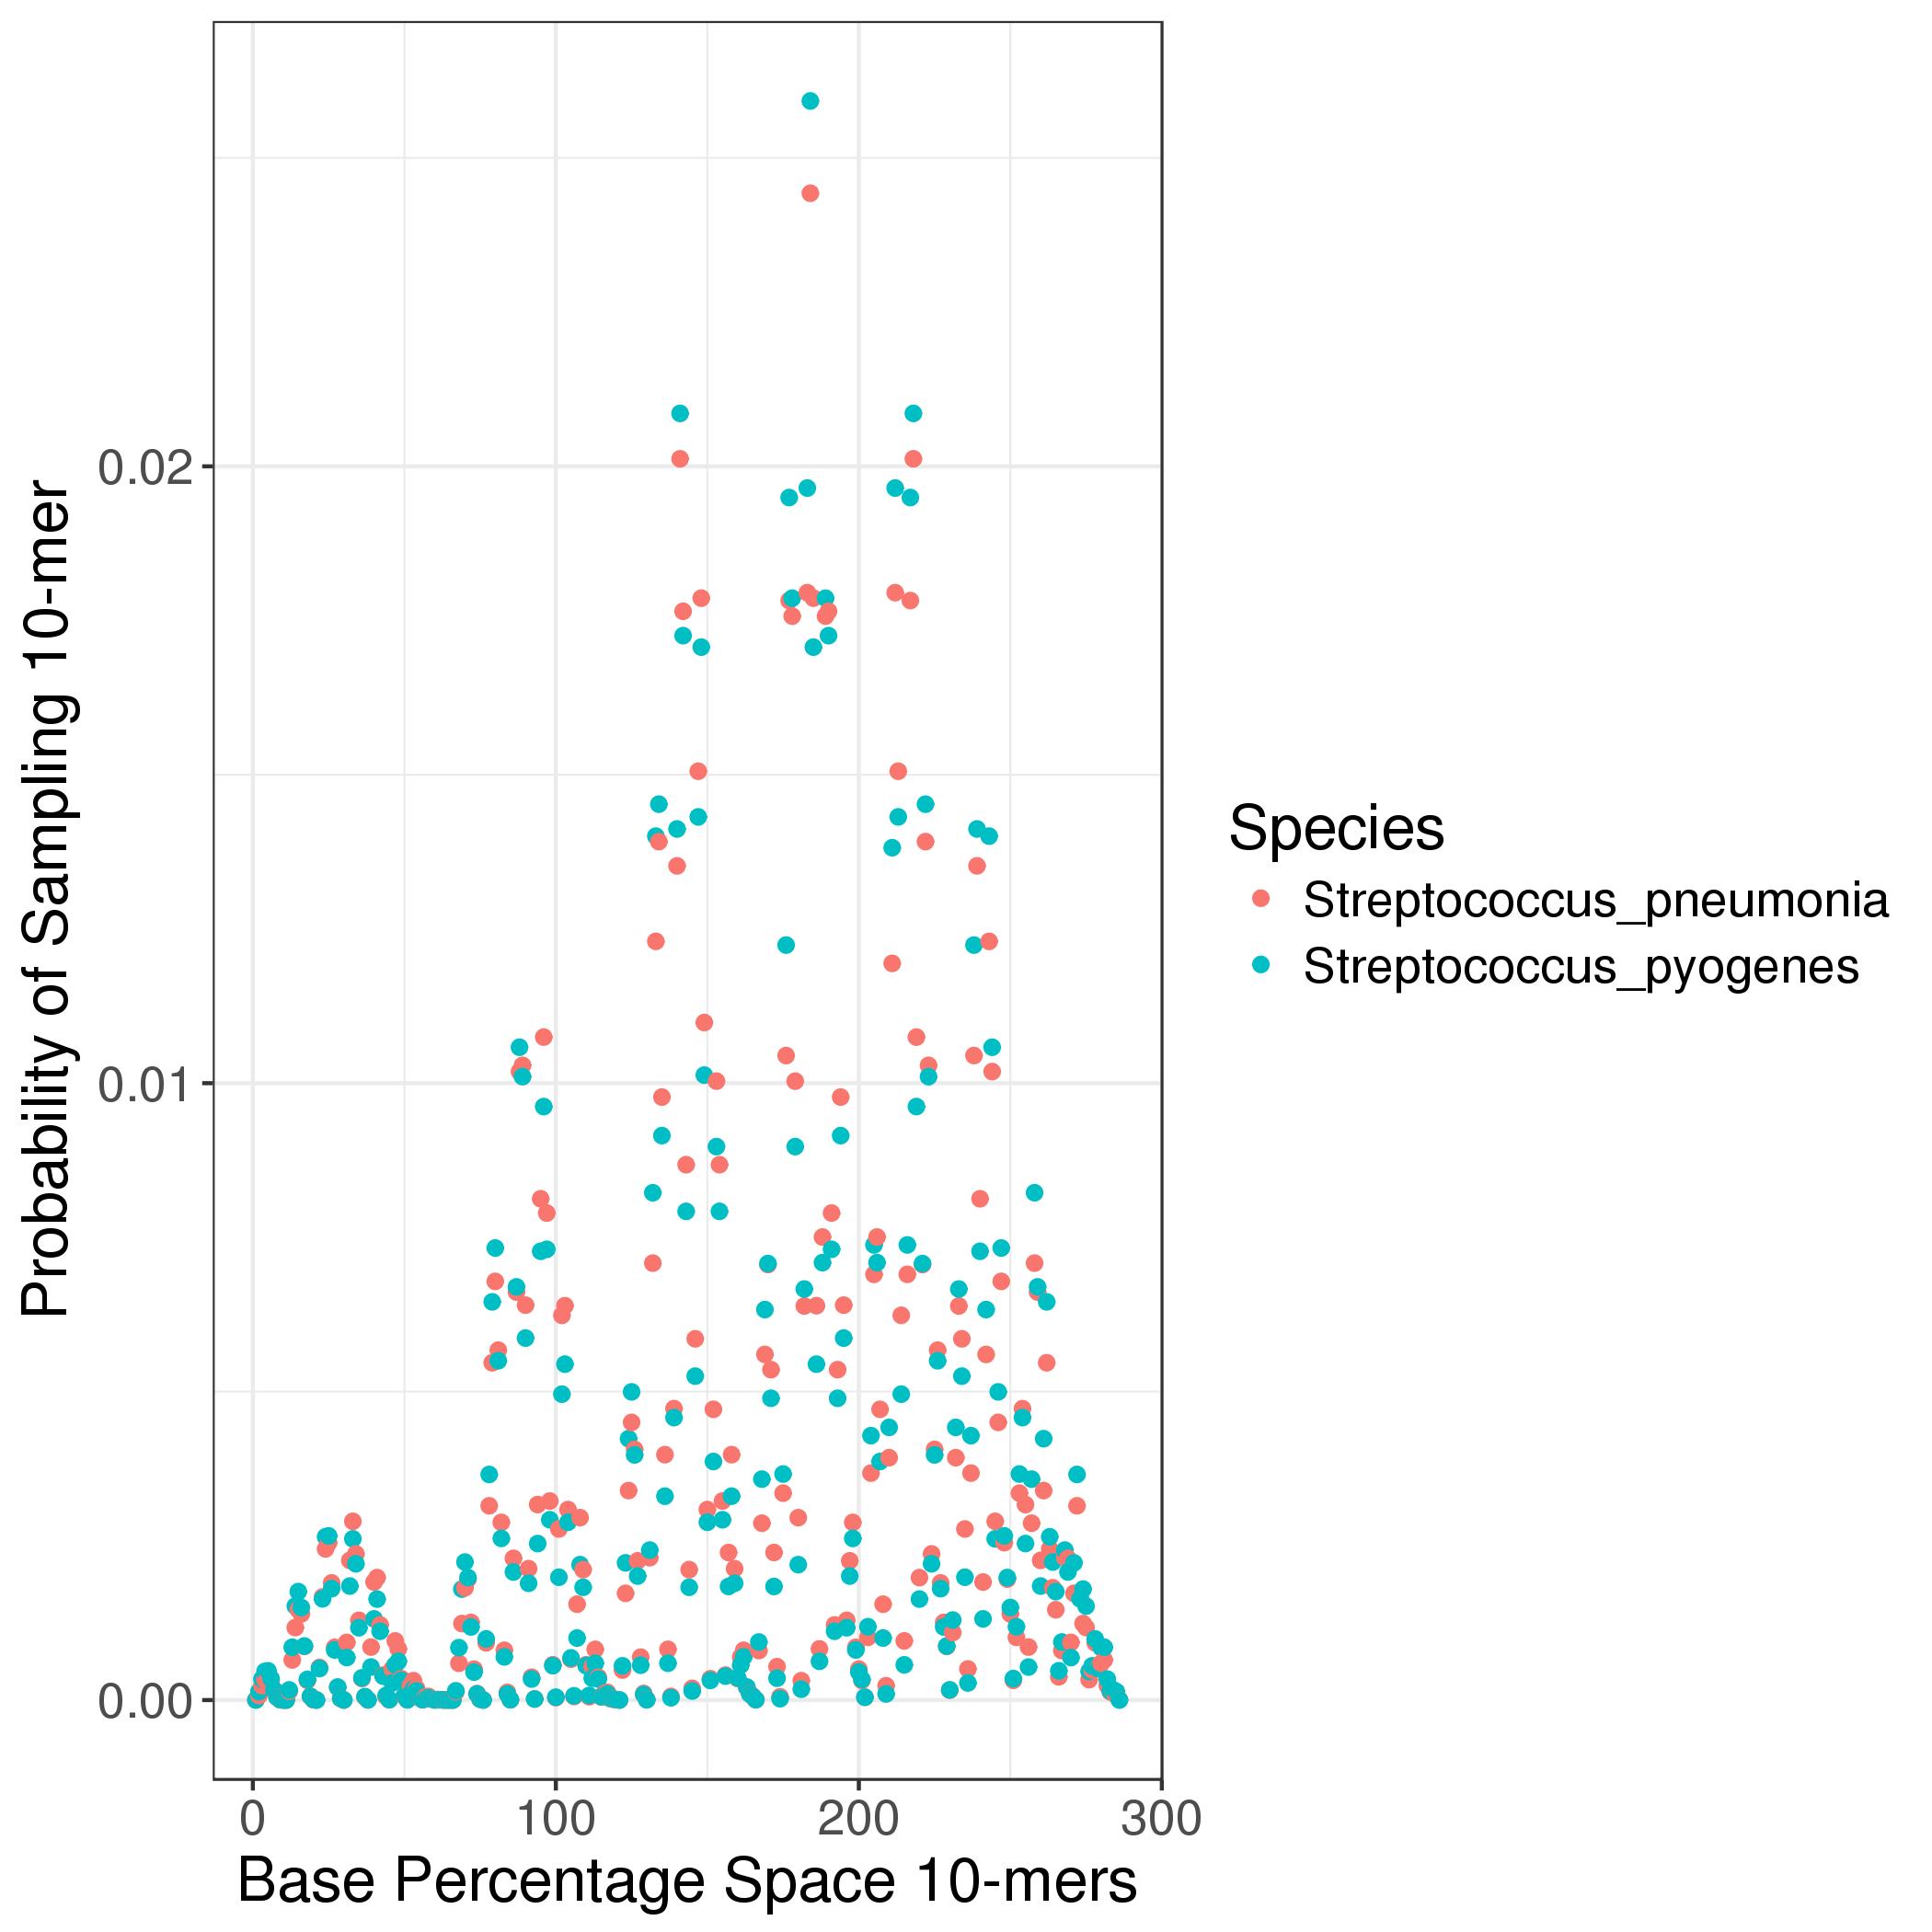 Probability of Sampling 10-mer
0.02
0.01
0.00
0 100 200 300
Base Percentage Space 10-mers
Species
Streptococcus_pneumonia
Streptococcus_pyogenes